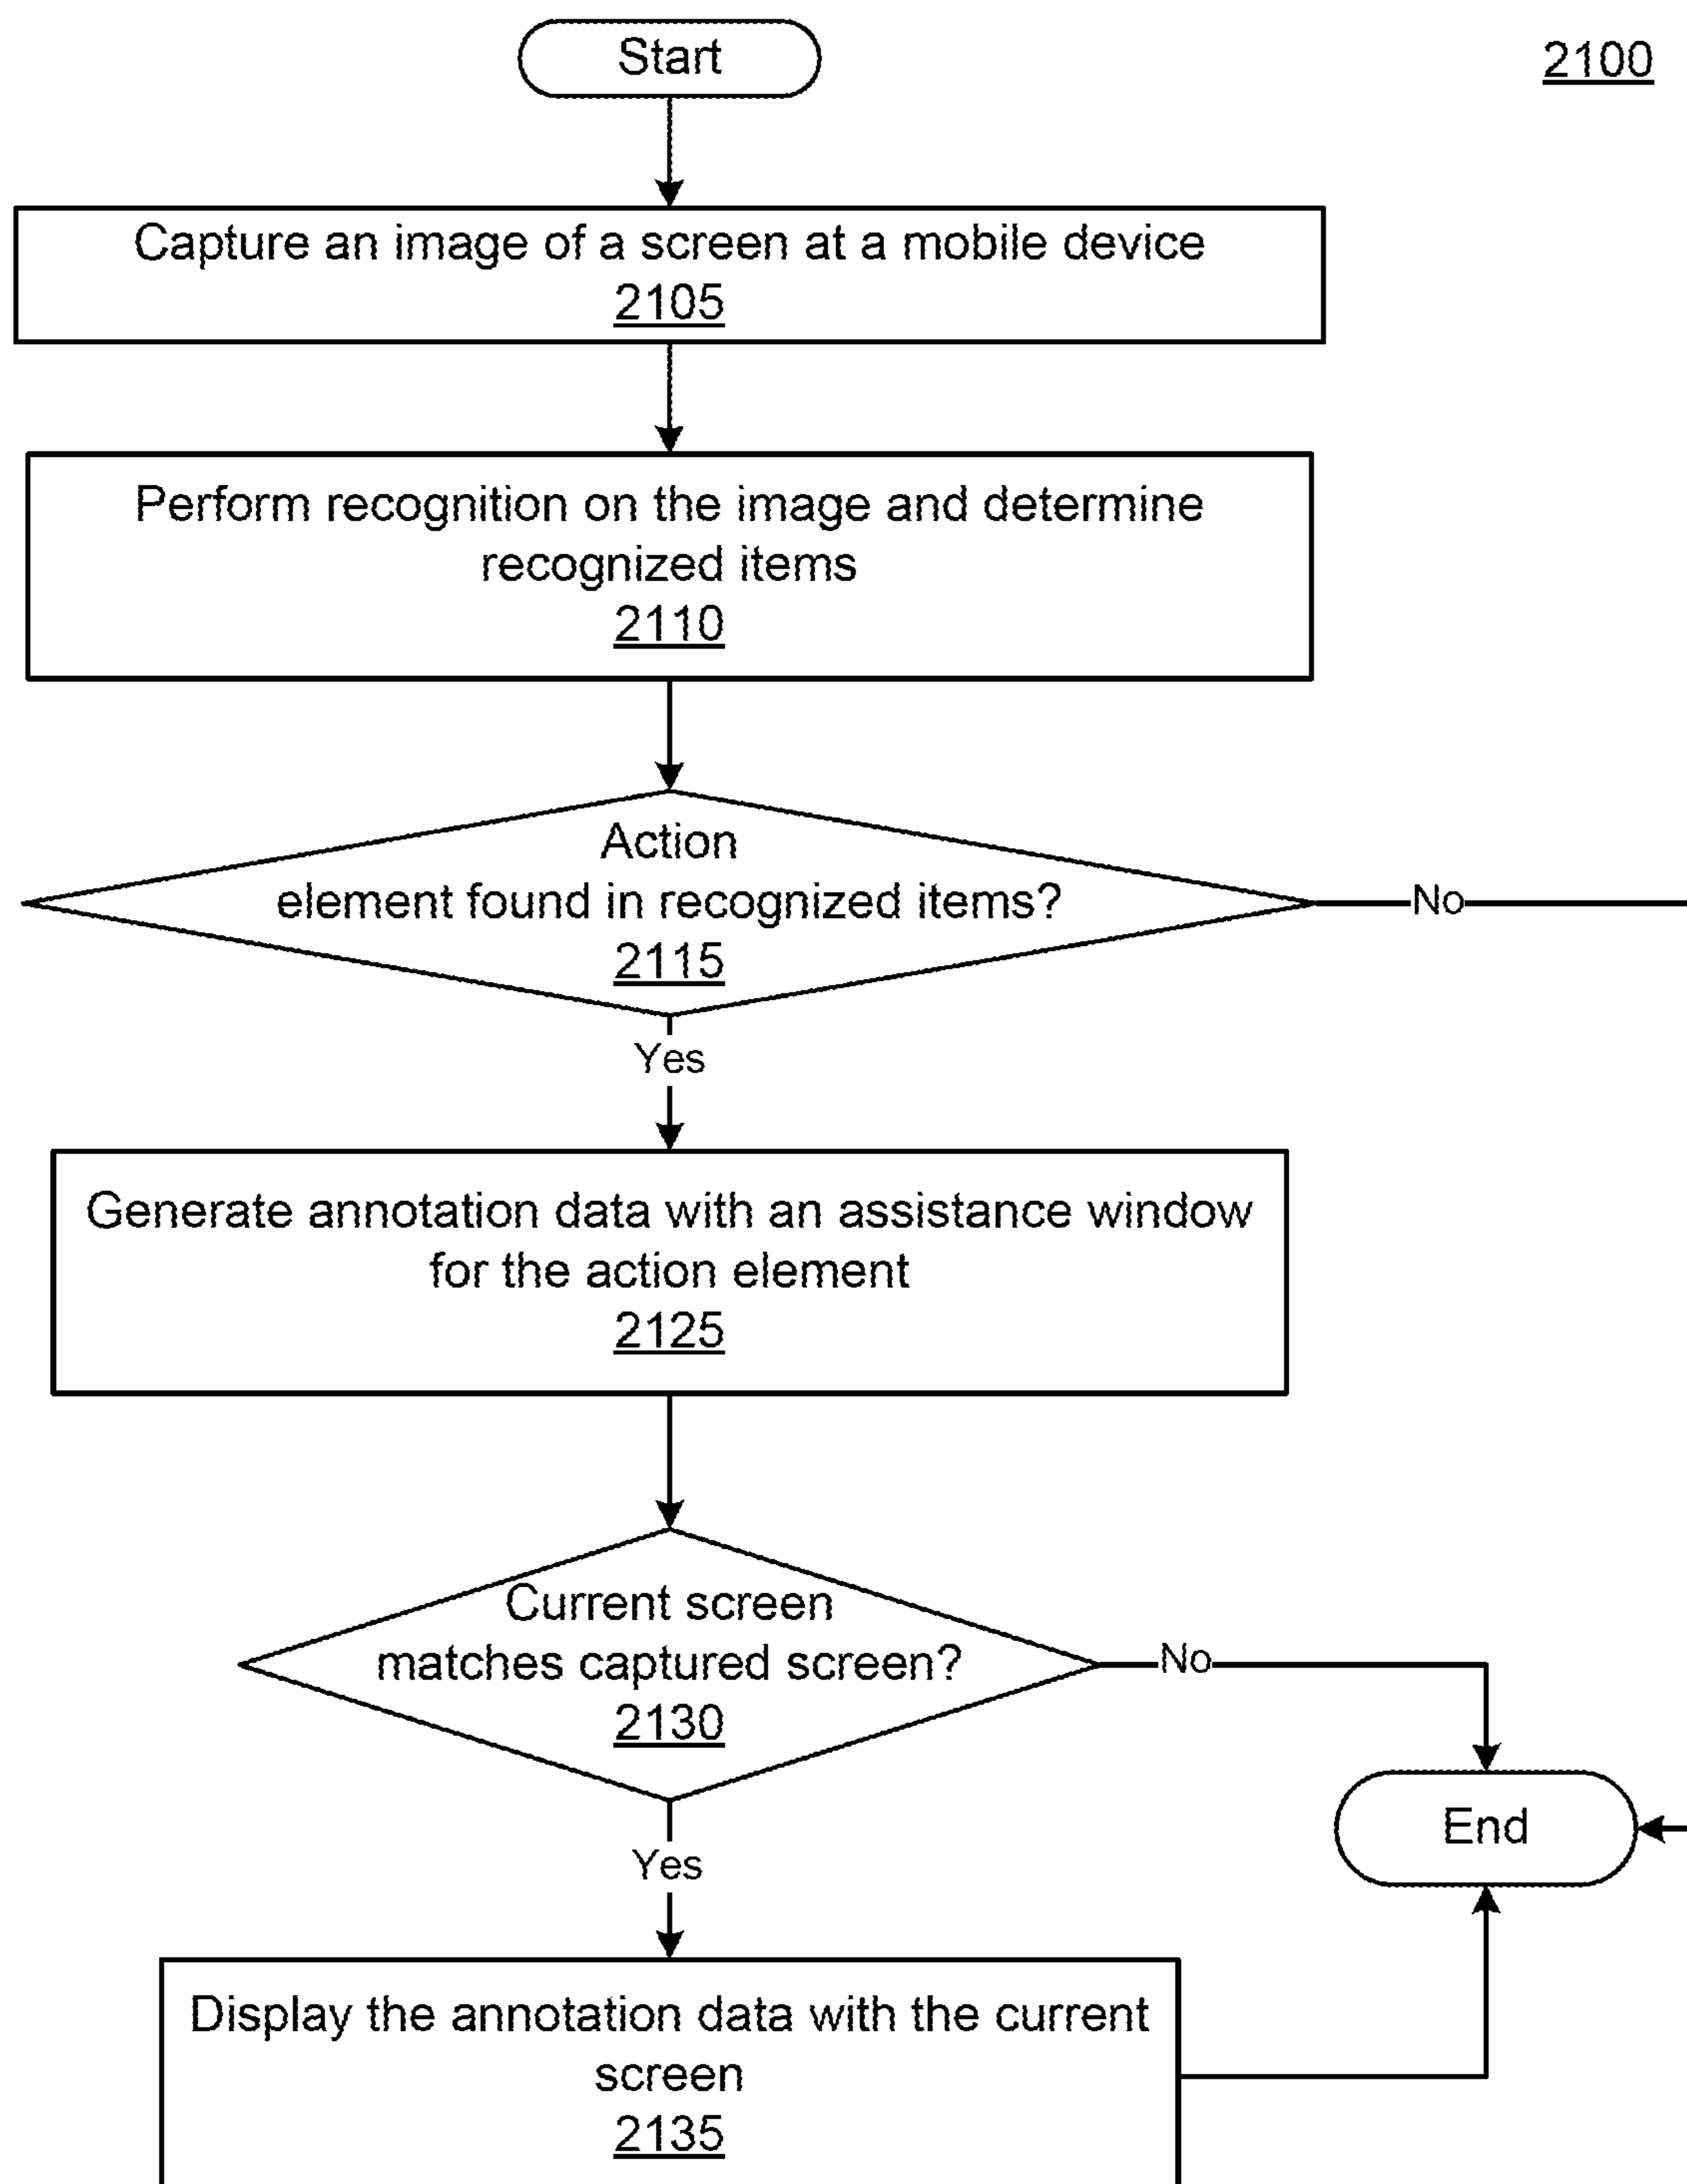 Start
2100
Capture an image of a screen at a mobile device
2105
Perform recognition on the image and determine
recognized items
2110
Action
element found in recognized items?
2115
No
Yes
Generate annotation data with an assistance window
for the action element
2125
Current screen
matches captured screen?
2130
No
Yes
End
Display the annotation data with the current
screen
2135